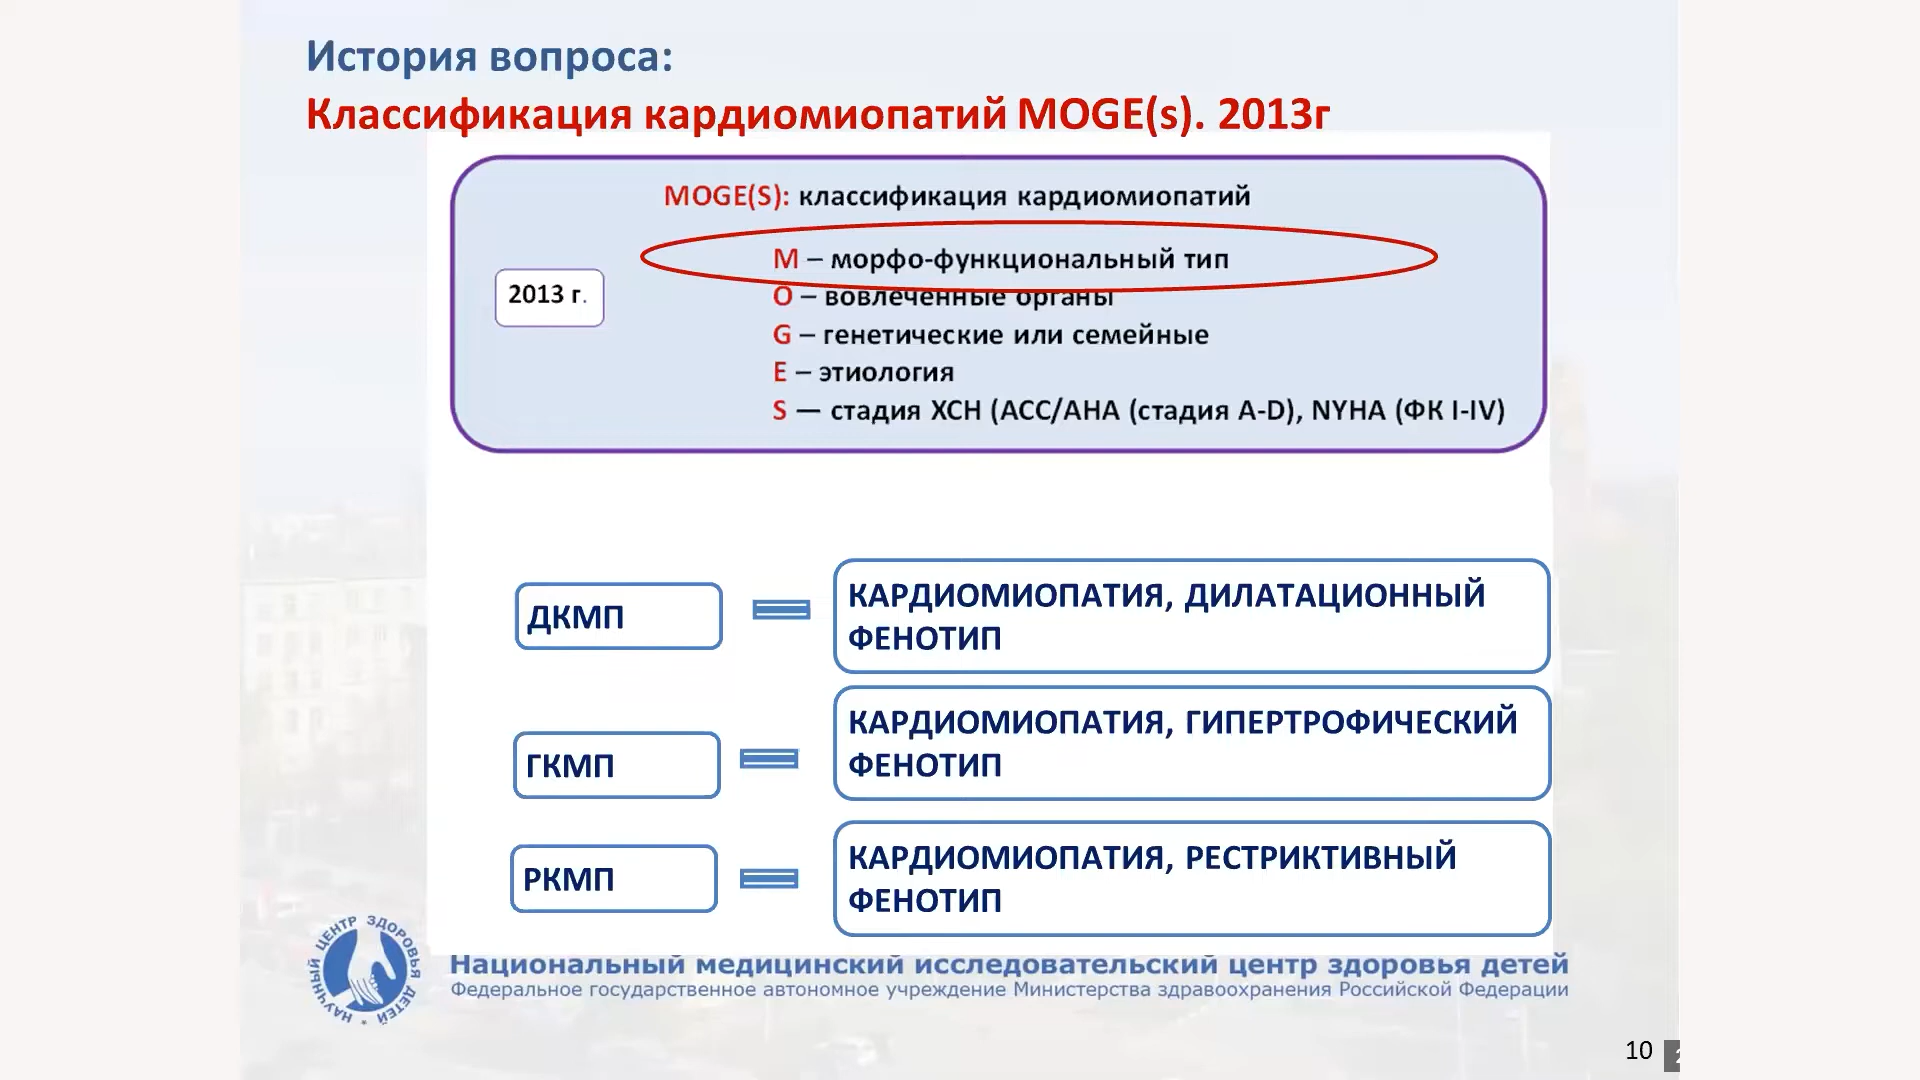 История вопроса:
Классификация кардиомиопатий MOGE(s). 2013г
MOGE(S): классификация кардиомиопатий
M – морфо-функциональный тип
2013 г.
O – вовлеченные органы
G – генетические или семейные
E – этиология
S — стадия ХСН (ACC/AHA (стадия A-D), NYHA (ФК I-IV)
ДКМП
КАРДИОМИОПАТИЯ, ДИЛАТАЦИОННЫЙ
ФЕНОТИП
ГКМП
КАРДИОМИОПАТИЯ, ГИПЕРТРОФИЧЕСКИЙ
ФЕНОТИП
РКМП
КАРДИОМИОПАТИЯ, РЕСТРИКТИВНЫЙ
ФЕНОТИП
НАУЧНЫЙ ЦЕНТР ЗДОРОВЬЯ ДЕТЕЙ
Национальный медицинский исследовательский центр здоровья детей
Федеральное государственное автономное учреждение Министерства здравоохранения Российской Федерации
10